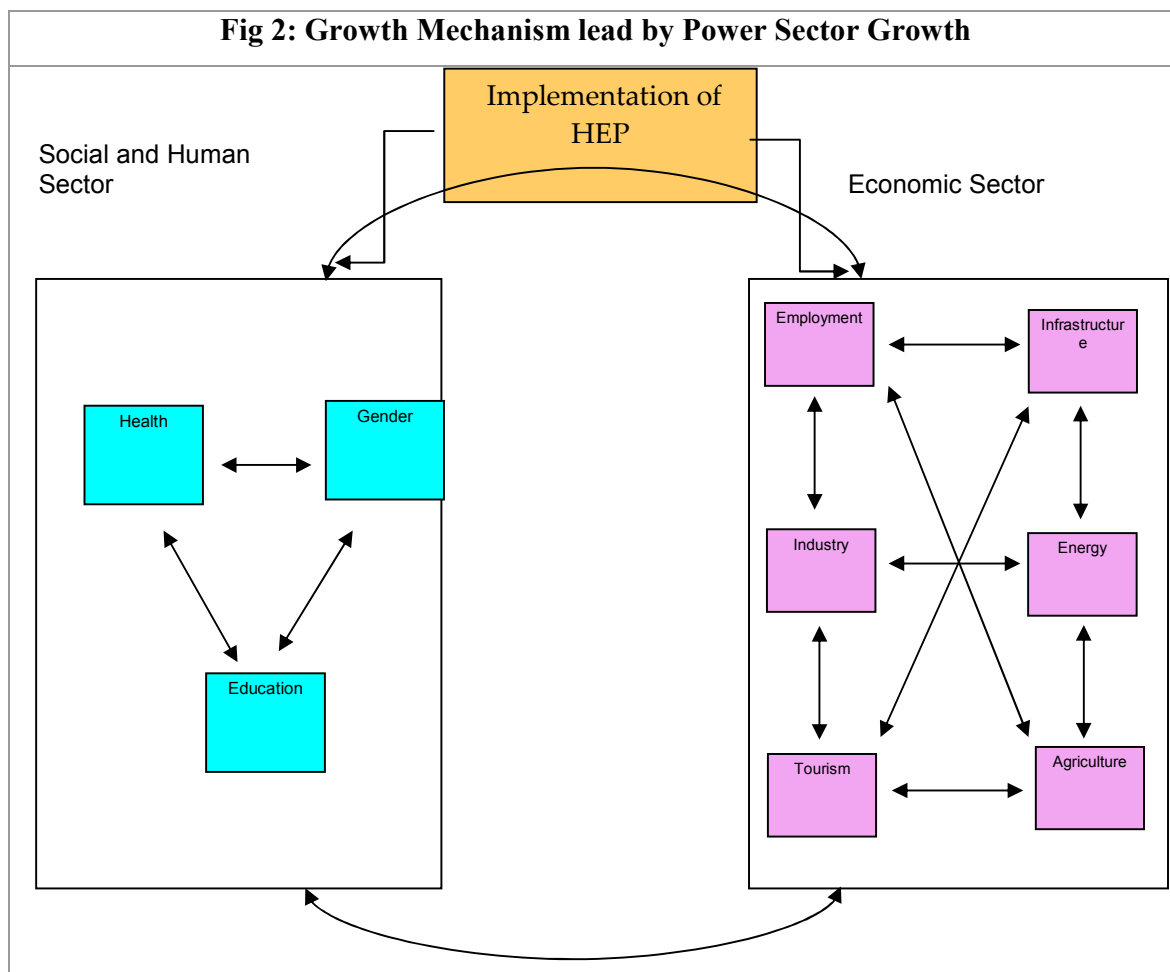 Fig 2: Growth Mechanism lead by Power Sector Growth
Implementation of
HEP
Social and Human
Sector
Economic Sector
Health
Gender
Education
Employment
Infrastructur
e
Industry
Energy
Tourism
Agriculture